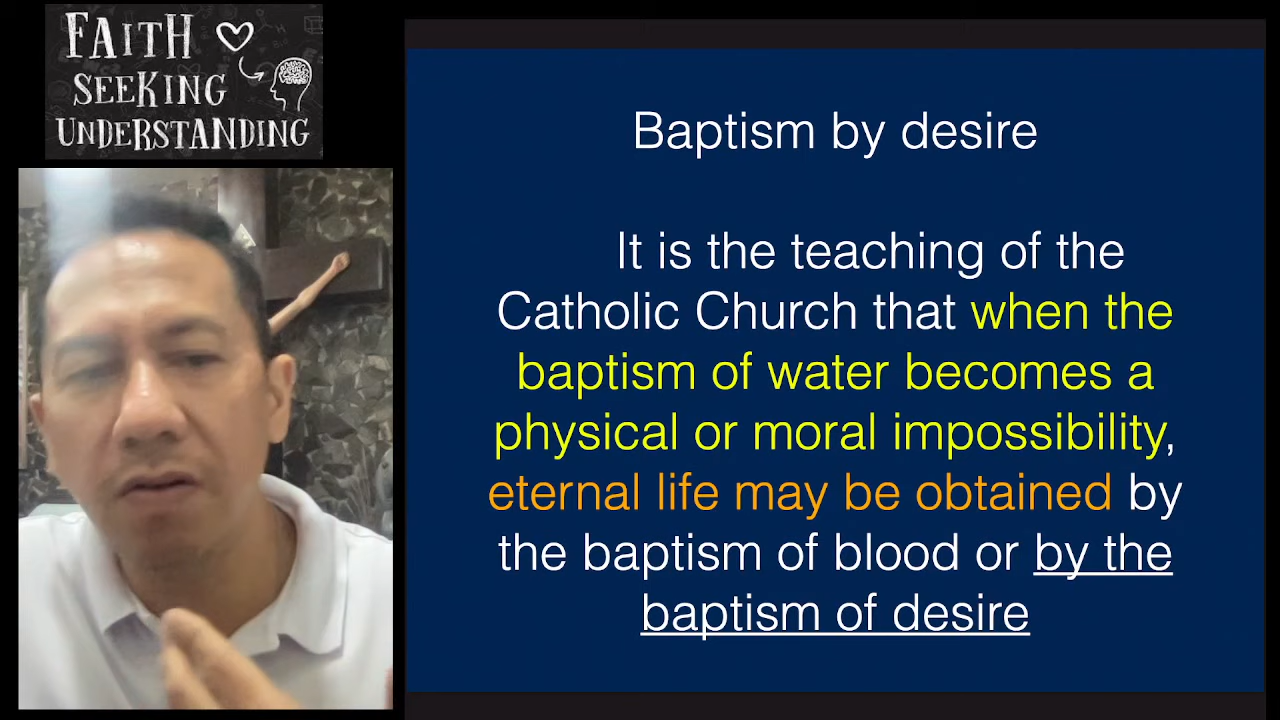 FAITH
SEEKING
UNDERSTANDING
Baptism by desire
It is the teaching of the
Catholic Church that when the
baptism of water becomes a
physical or moral impossibility,
eternal life may be obtained by
the baptism of blood or by the
baptism of desire